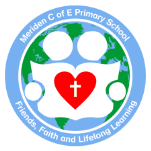 Meriden C of E Primary School
Friends, Faith and Lifelong Learning